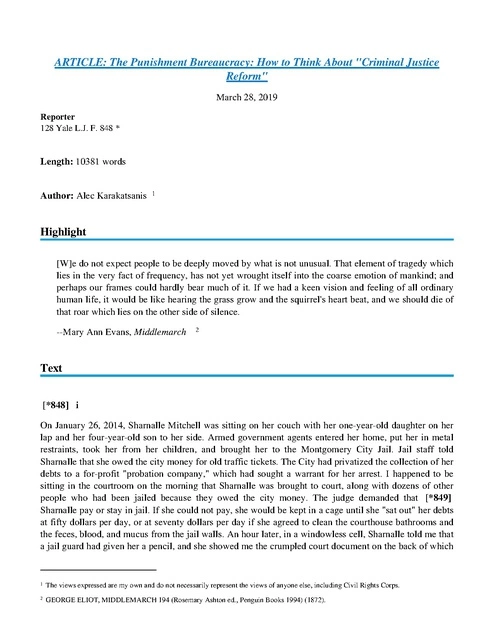 ARTICLE: The Punishment Bureaucracy: How to Think About "Criminal Justice
Reform"
March 28, 2019
Reporter
128 Yale L.J. F. 848 *
Length: 10381 words
Author: Alec Karakatsanis 1
Highlight
[W]e do not expect people to be deeply moved by what is not unusual. That element of tragedy which
lies in the very fact of frequency, has not yet wrought itself into the coarse emotion of mankind; and
perhaps our frames could hardly bear much of it. If we had a keen vision and feeling of all ordinary
human life, it would be like hearing the grass grow and the squirrel's heart beat, and we should die of
that roar which lies on the other side of silence.
--Mary Ann Evans, Middlemarch 2
Text
[*848] i
On January 26, 2014, Sharnalle Mitchell was sitting on her couch with her one-year-old daughter on her
lap and her four-year-old son to her side. Armed government agents entered her home, put her in metal
restraints, took her from her children, and brought her to the Montgomery City Jail. Jail staff told
Sharnalle that she owed the city money for old traffic tickets. The City had privatized the collection of her
debts to a for-profit "probation company," which had sought a warrant for her arrest. I happened to be
sitting in the courtroom on the morning that Sharnalle was brought to court, along with dozens of other
people who had been jailed because they owed the city money. The judge demanded that [*849]
Sharnalle pay or stay in jail. If she could not pay, she would be kept in a cage until she "sat out" her debts
at fifty dollars per day, or at seventy dollars per day if she agreed to clean the courthouse bathrooms and
the feces, blood, and mucus from the jail walls. An hour later, in a windowless cell, Sharnalle told me that
a jail guard had given her a pencil, and she showed me the crumpled court document on the back of which
1 The views expressed are my own and do not necessarily represent the views of anyone else, including Civil Rights Corps.
2 GEORGE ELIOT, MIDDLEMARCH 194 (Rosemary Ashton ed., Penguin Books 1994) (1872).